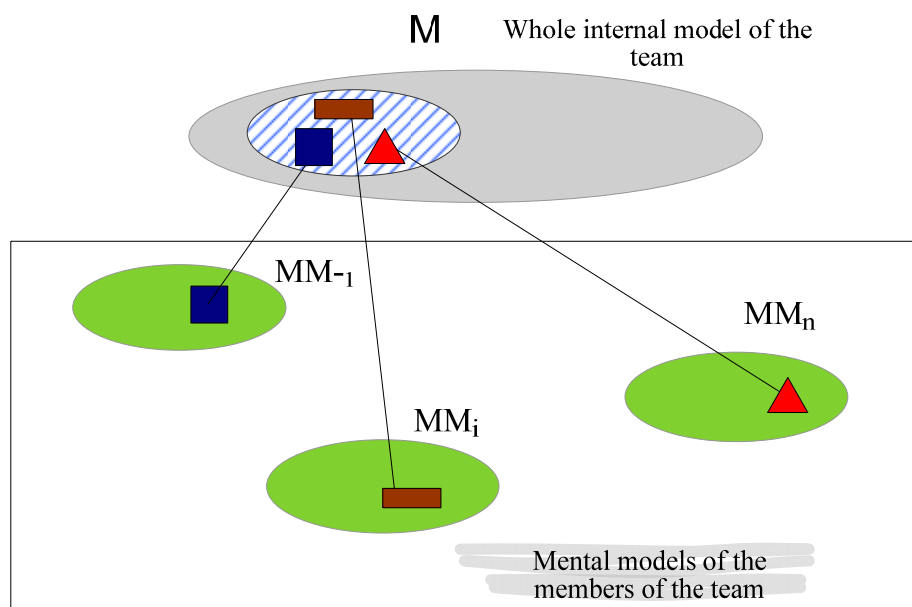 M
Whole internal model of the
team
MM-₁
MMₙ
MMᵢ
Mental models of the
members of the team